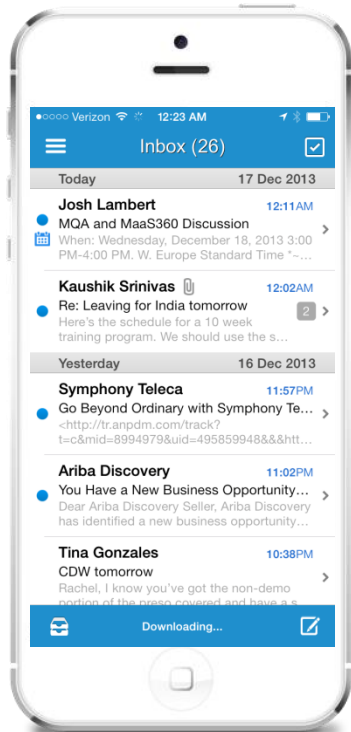 Verizon 12:23 AM
Inbox (26)
Today 17 Dec 2013
Josh Lambert 12:11AM
MQA and MaaS360 Discussion
When: Wednesday, December 18, 2013 3:00
PM-4:00 PM. W. Europe Standard Time *~...
Kaushik Srinivas 12:02AM
Re: Leaving for India tomorrow
2
Here's the schedule for a 10 week
training program. We should use the s...
Yesterday 16 Dec 2013
Symphony Teleca 11:57PM
Go Beyond Ordinary with Symphony Te...
<http://tr.anpdm.com/track?
t=c&mid=8994979&uid=495859948&&&htt...
Ariba Discovery 11:02PM
You Have a New Business Opportunity...
Dear Ariba Discovery Seller, Ariba Discovery
has identified a new business opportunity...
Tina Gonzales 10:38PM
CDW tomorrow
Rachel, I know you've got the non-demo
portion of the preso covered and have a s
Downloading...